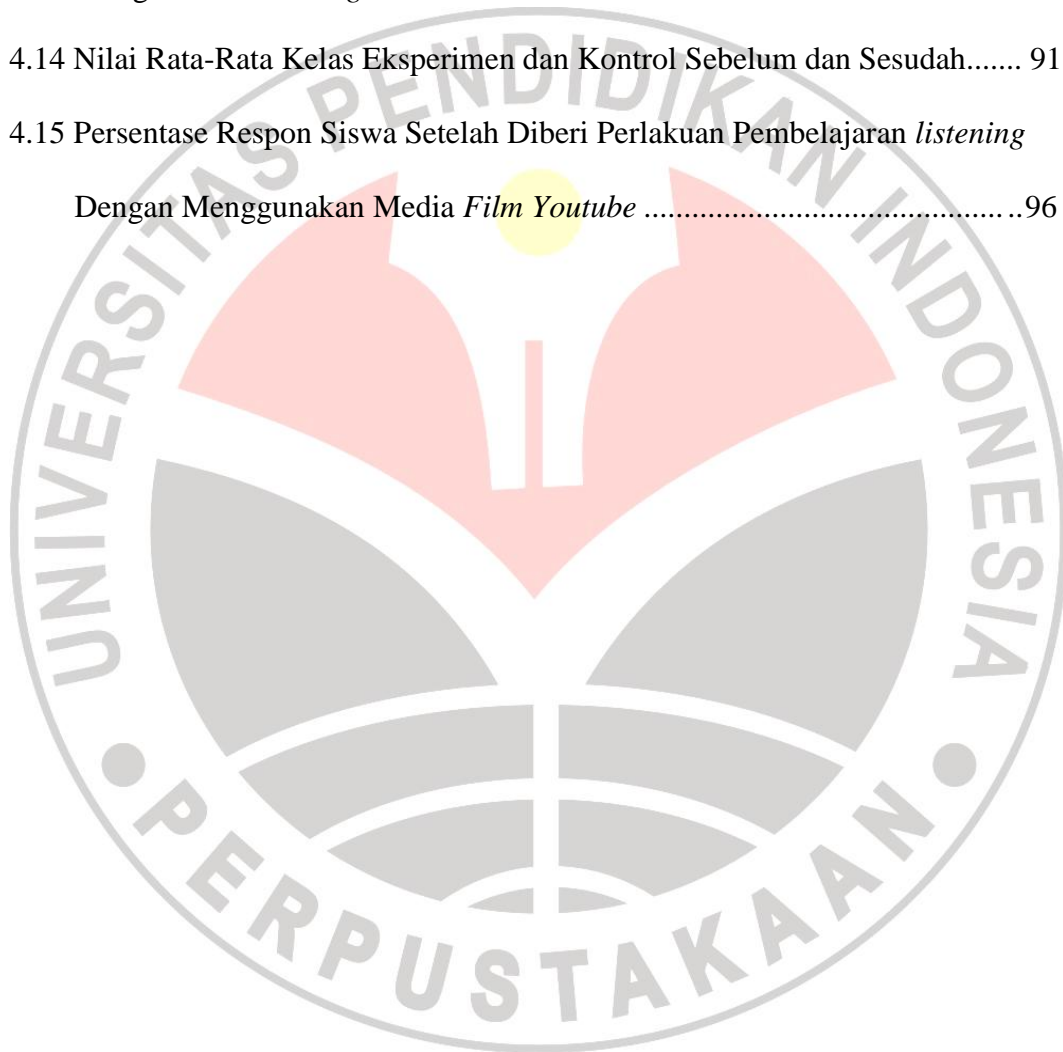 4.14 Nilai Rata-Rata Kelas Eksperimen dan Kontrol Sebelum dan Sesudah....... 91
4.15 Persentase Respon Siswa Setelah Diberi Perlakuan Pembelajaran listening
Dengan Menggunakan Media Film Youtube .......................................... ..96
UNIVERSITAS PENDIDIKAN INDONESIA
PERPUSTAKAAN